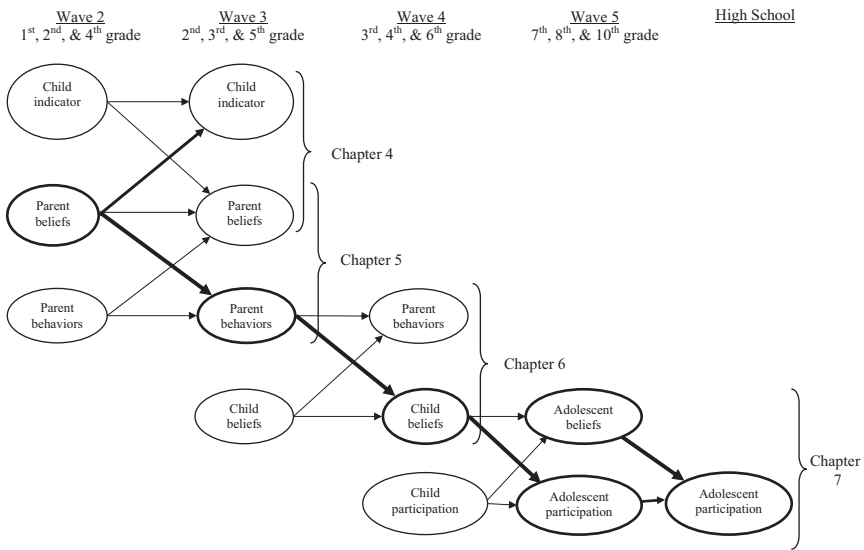 Wave 2
1st, 2nd, & 4th grade
Wave 3
2nd, 3rd, & 5th grade
Wave 4
3rd, 4th, & 6th grade
Wave 5
7th, 8th, & 10th grade
High School
Child
indicator
Child
indicator
Chapter 4
Parent
beliefs
Parent
beliefs
Chapter 5
Parent
behaviors
Parent
behaviors
Parent
behaviors
Chapter 6
Child
beliefs
Child
beliefs
Adolescent
beliefs
Chapter
7
Child
participation
Adolescent
participation
Adolescent
participation